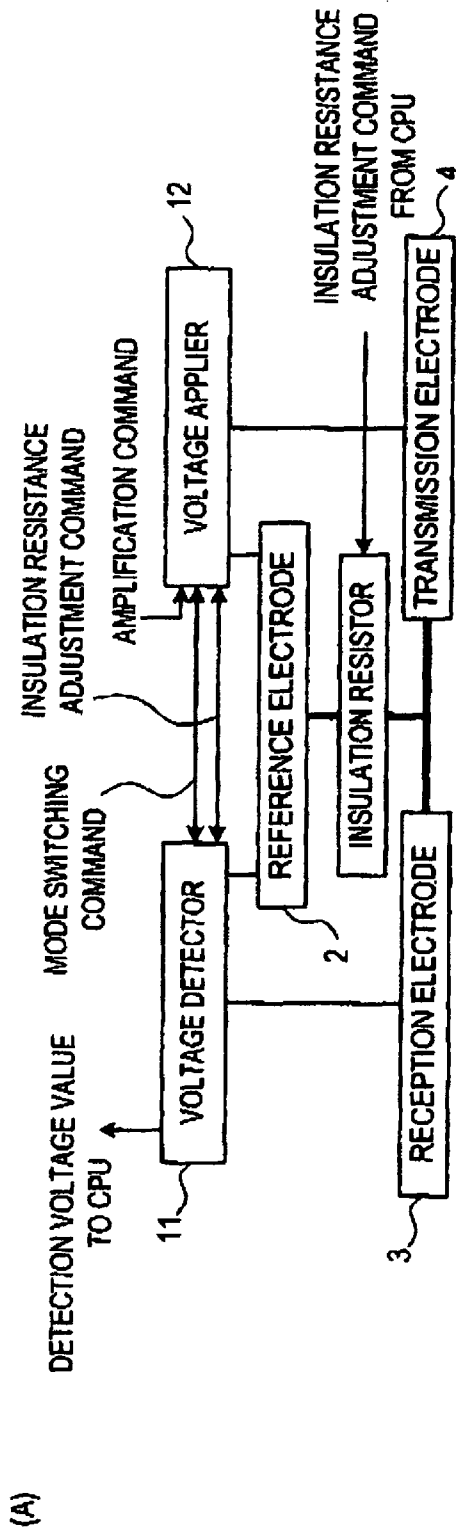 (A)
DETECTION VOLTAGE VALUE
TO CPU
MODE SWITCHING
COMMAND
INSULATION RESISTANCE
ADJUSTMENT COMMAND
AMPLIFICATION COMMAND
11
VOLTAGE DETECTOR
12
VOLTAGE APPLIER
2
REFERENCE ELECTRODE
INSULATION RESISTANCE
ADJUSTMENT COMMAND
FROM CPU
INSULATION RESISTOR
3
RECEPTION ELECTRODE
TRANSMISSION ELECTRODE
4